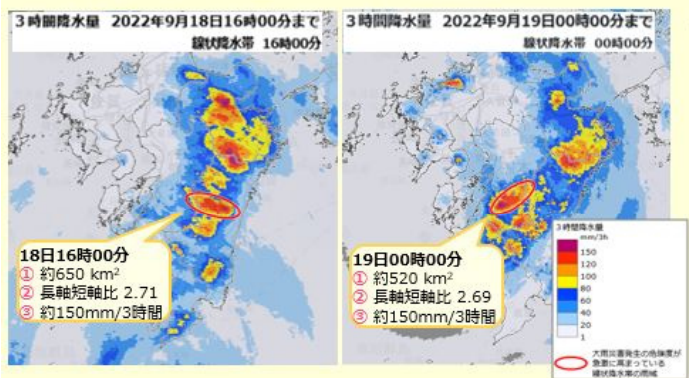 3時間降水量 2022年9月18日16時00分まで
線状降水帯 16時00分
18日16時00分
① 約650 km²
② 長軸短軸比 2.71
③ 約150mm/3時間
3時間降水量 2022年9月19日00時00分まで
線状降水帯 00時00分
19日00時00分
① 約520 km²
② 長軸短軸比 2.69
③ 約150mm/3時間
3時間降水量
mm/3h
150
120
100
80
60
40
20
1
大雨災害発生の危険度が
急激に高まっている
線状降水帯の雨域